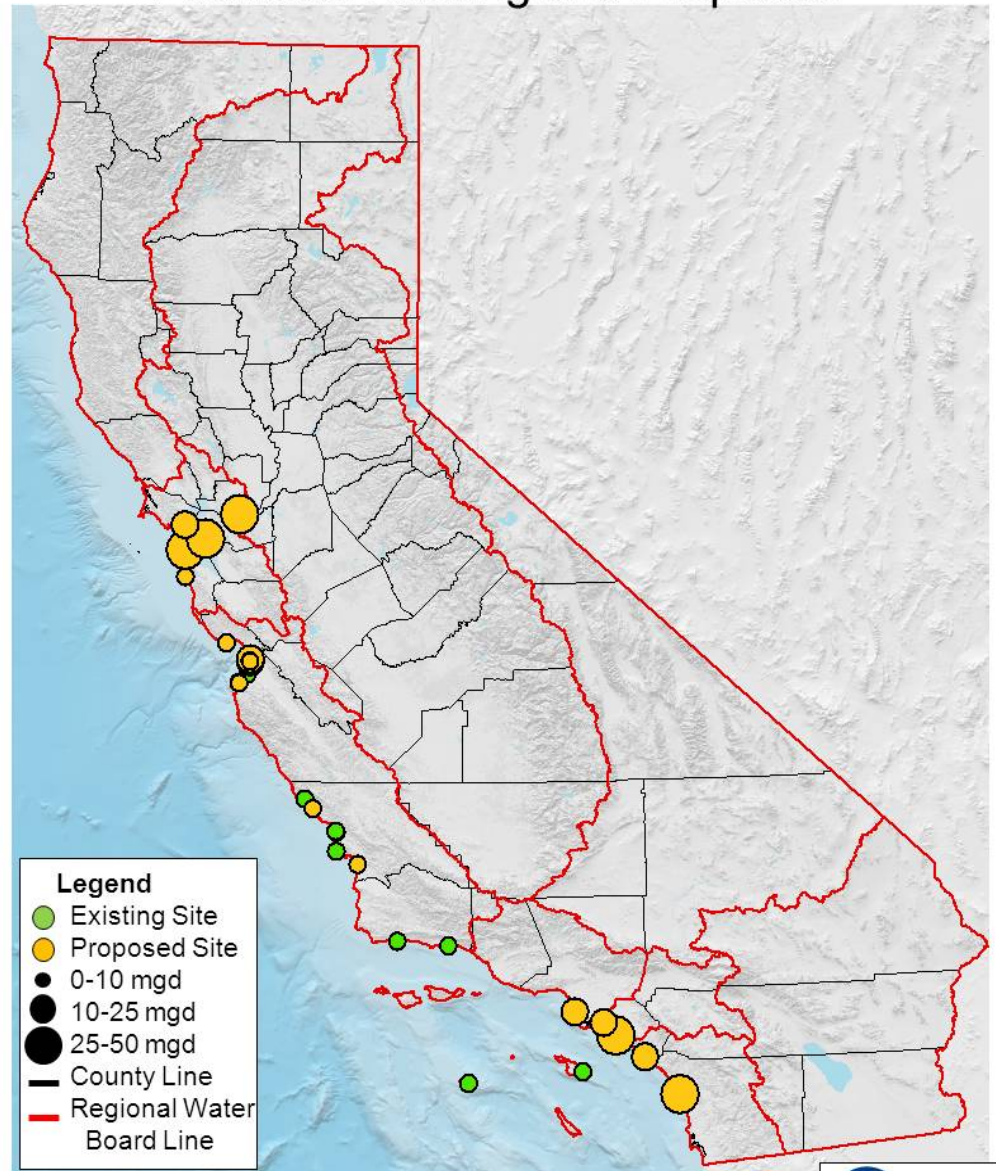 Legend
Existing Site
Proposed Site
0-10 mgd
10-25 mgd
25-50 mgd
County Line
Regional Water
Board Line